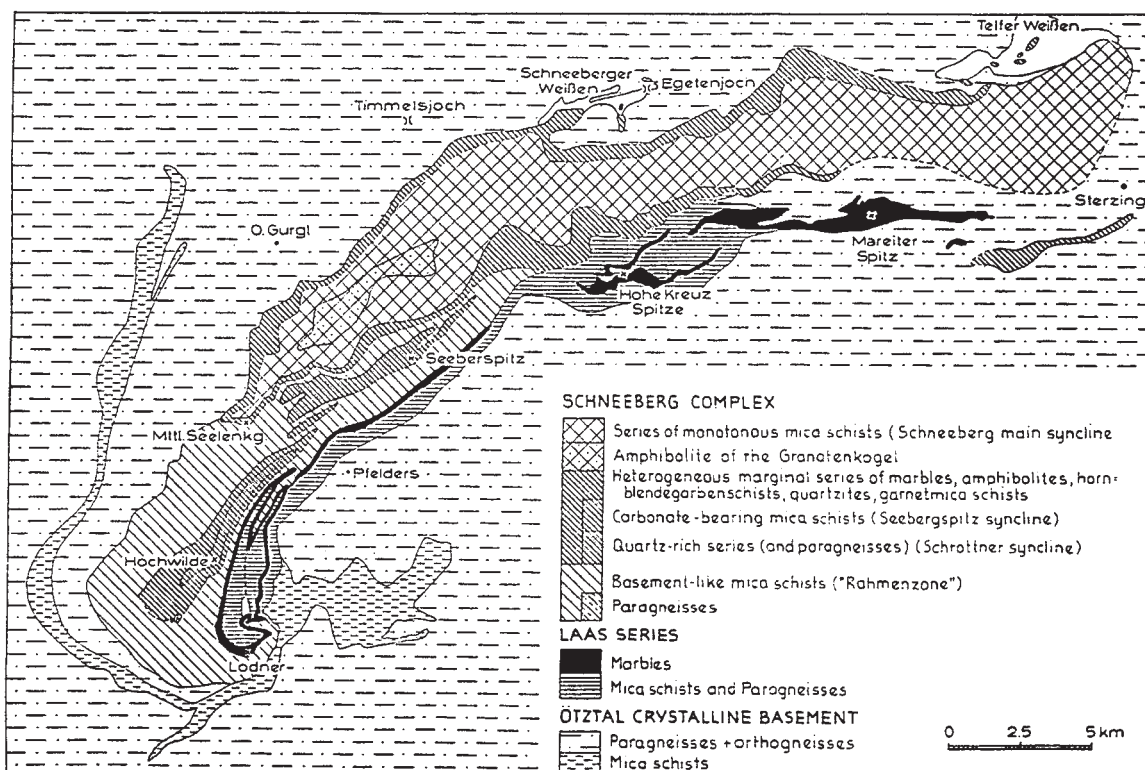 Telfer Weißen
Schneeberger
Weißen
Egetenjoch
Timmelsjoch
Sterzing
O.Gurgl
Mareiter
Spitz
Hohe Kreuz
Spitze
Seeberspitz
Mttl. Seelenkg.
Pfelders
Hochwilde
Lodner
SCHNEEBERG COMPLEX
Series of monotonous mica schists (Schneeberg main syncline
Amphibolite of the Granatenkogel
Heterogeneous marginal series of marbles, amphibolites, horn=
blendegarbenschists, quartzites, garnetmica schists
Carbonate-bearing mica schists (Seebergspitz syncline)
Quartz-rich series (and paragneisses) (Schrottner syncline)
Basement-like mica schists ("Rahmenzone")
Paragneisses
LAAS SERIES
Marbles
Mica schists and Paragneisses
ÖTZTAL CRYSTALLINE BASEMENT
Paragneisses + orthogneisses
Mica schists
0 2.5 5 km